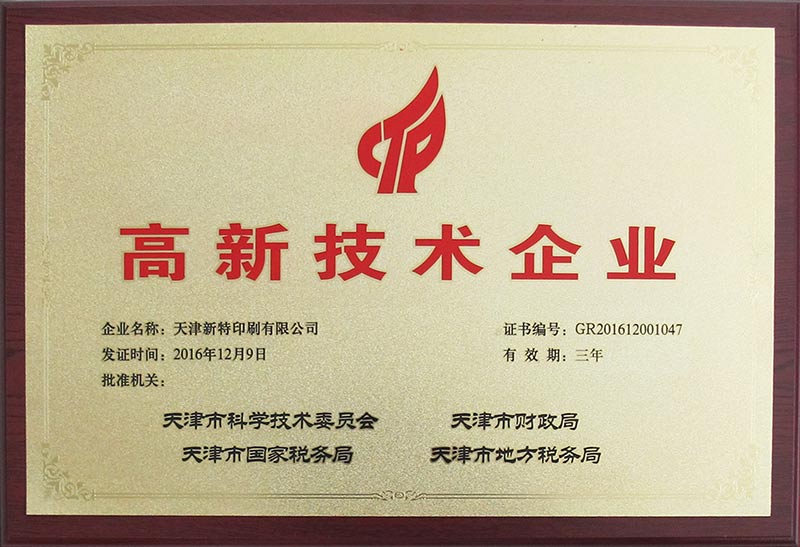 CTP
高新技术企业
企业名称：天津新特印刷有限公司 证书编号：GR201612001047
发证时间：2016年12月9日 有 效 期：三年
批准机关：
天津市科学技术委员会 天津市财政局
天津市国家税务局 天津市地方税务局